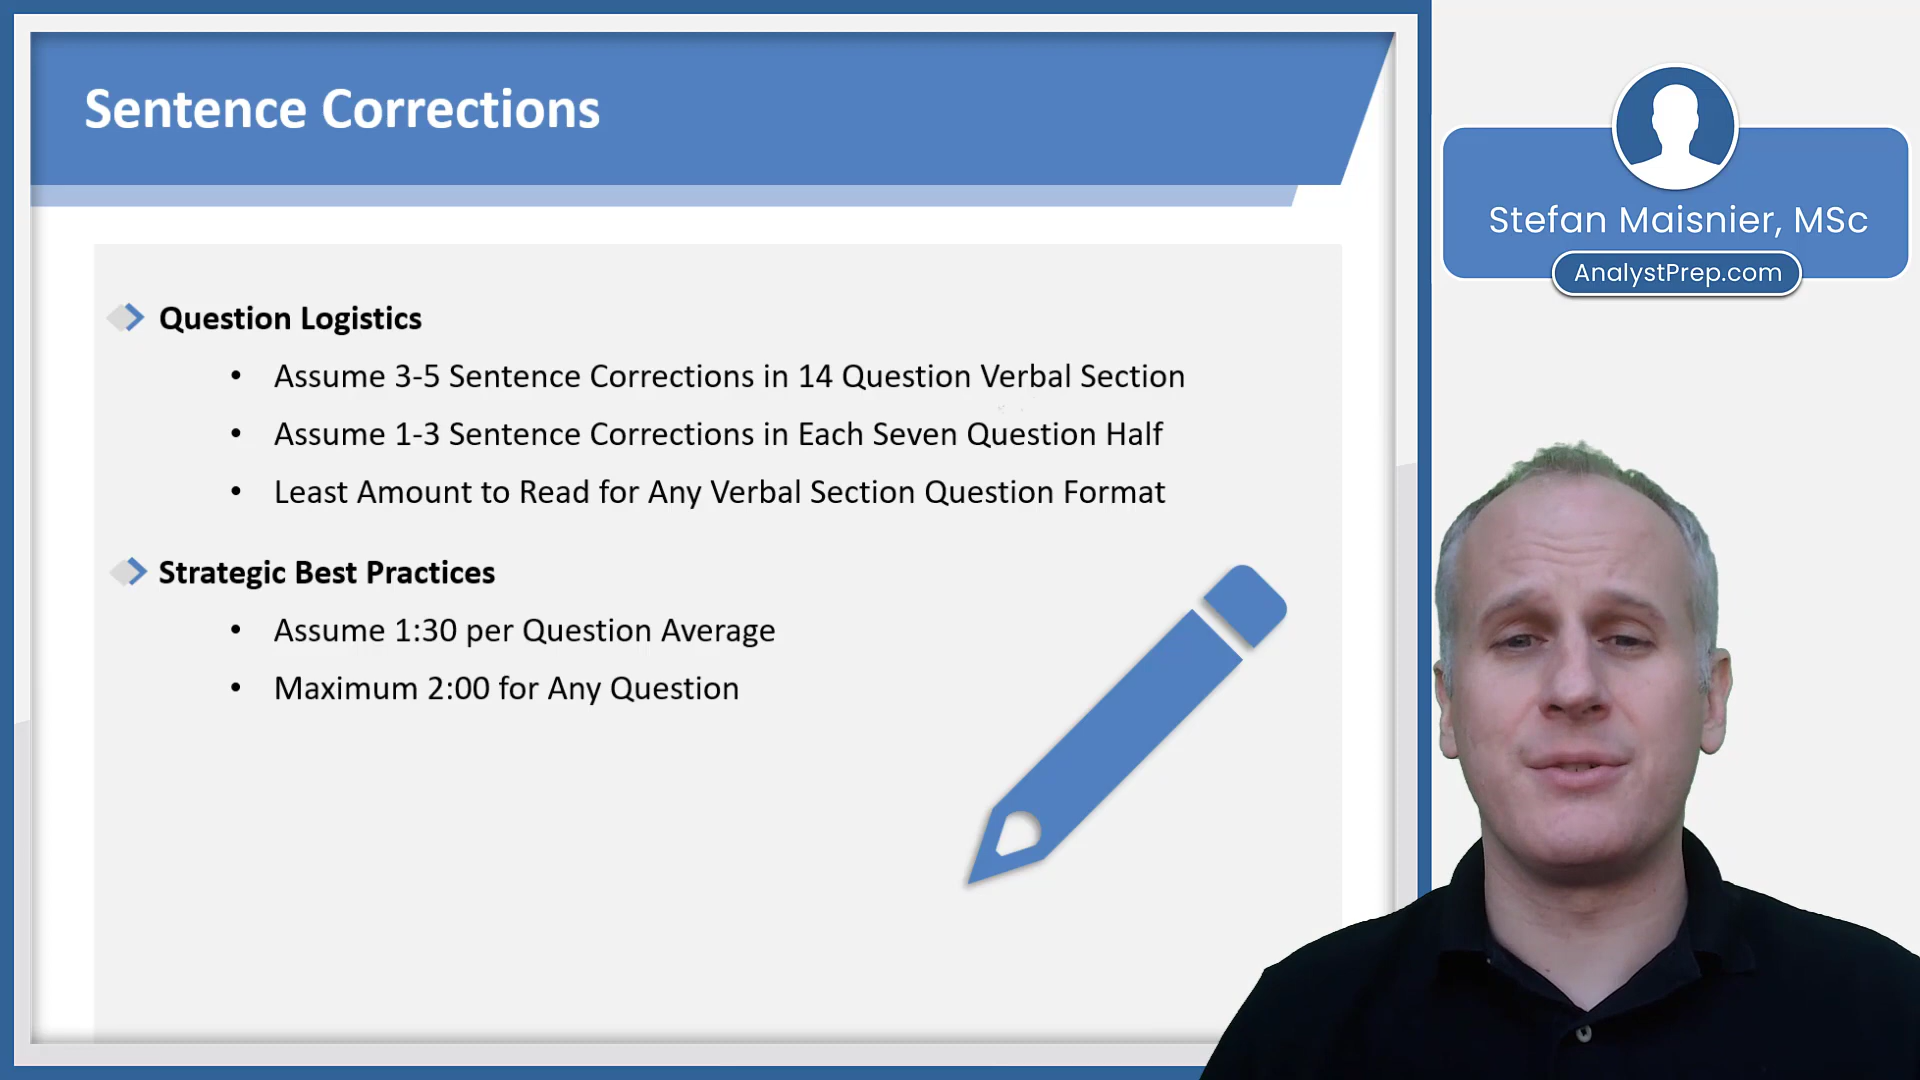 Sentence Corrections
Question Logistics
• Assume 3-5 Sentence Corrections in 14 Question Verbal Section
• Assume 1-3 Sentence Corrections in Each Seven Question Half
• Least Amount to Read for Any Verbal Section Question Format
Strategic Best Practices
• Assume 1:30 per Question Average
• Maximum 2:00 for Any Question
Stefan Maisnier, MSc
AnalystPrep.com